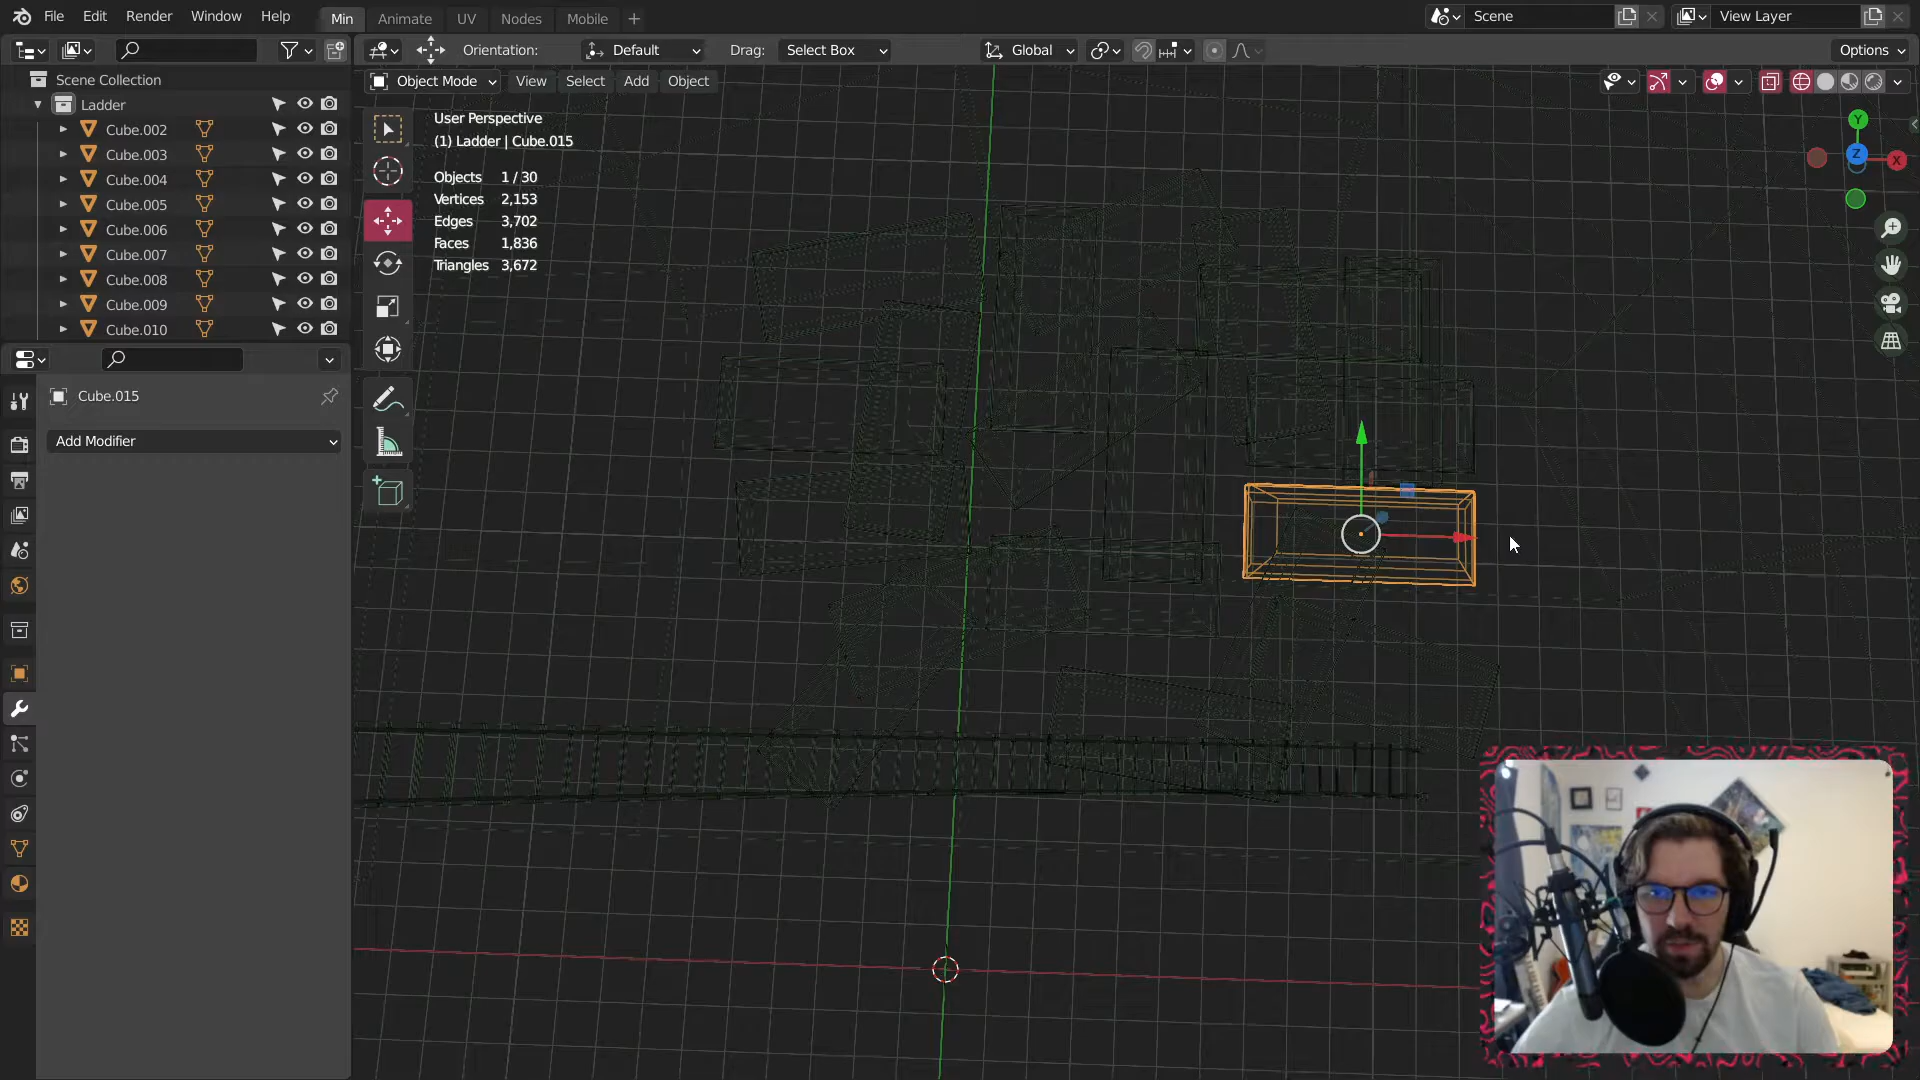 File Edit Render Window Help
Min Animate UV Nodes Mobile
Scene
View Layer
Orientation: Default Drag: Select Box Global Options
Object Mode View Select Add Object
Scene Collection
Ladder
Cube.002
Cube.003
Cube.004
Cube.005
Cube.006
Cube.007
Cube.008
Cube.009
Cube.010
User Perspective
(1) Ladder | Cube.015
Objects 1 / 30
Vertices 2,153
Edges 3,702
Faces 1,836
Triangles 3,672
Y
Z
X
Cube.015
Add Modifier